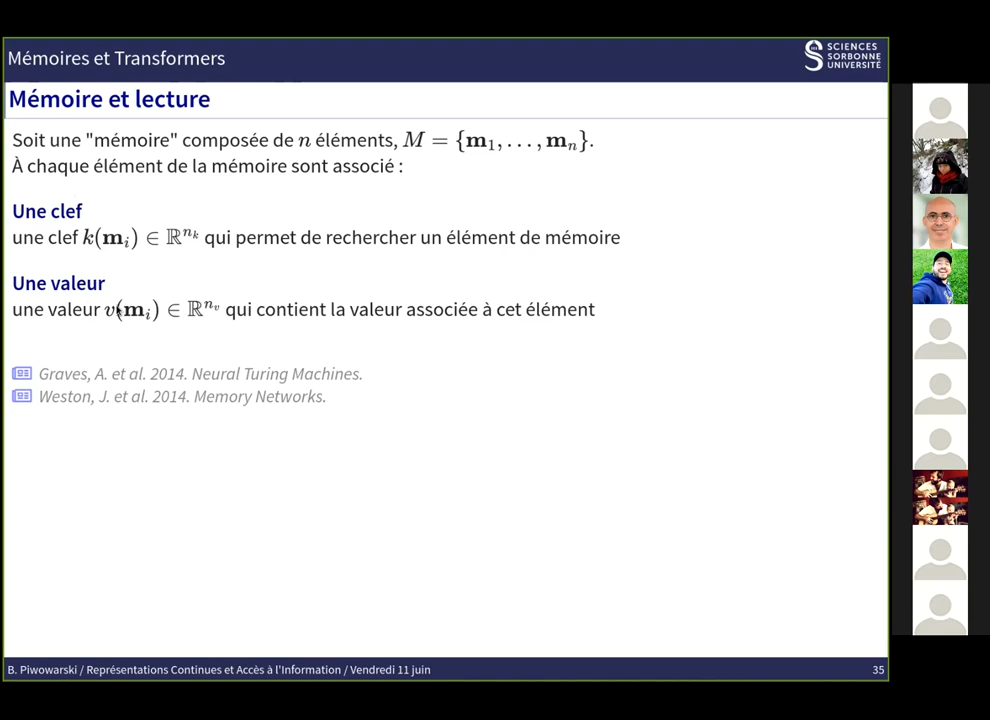 Mémoires et Transformers
SCIENCES
SORBONNE
UNIVERSITÉ
Mémoire et lecture
Soit une "mémoire" composée de n éléments, M = {m₁, . . . , mₙ}.
À chaque élément de la mémoire sont associé :
Une clef
une clef k(mᵢ) ∈ ℝ^{n_k} qui permet de rechercher un élément de mémoire
Une valeur
une valeur v(mᵢ) ∈ ℝ^{n_v} qui contient la valeur associée à cet élément
Graves, A. et al. 2014. Neural Turing Machines.
Weston, J. et al. 2014. Memory Networks.
B. Piwowarski / Représentations Continues et Accès à l'Information / Vendredi 11 juin
35